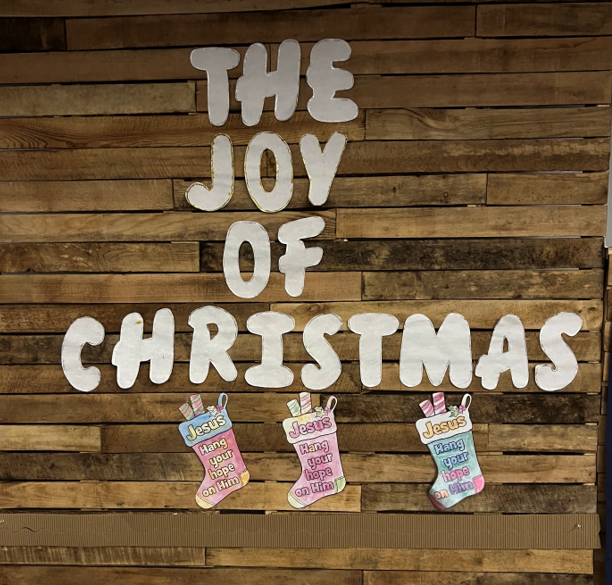 THE
JOY
OF
CHRISTMAS
Jesus
Hang
your
hope
on Him
Jesus
Hang
your
hope
on Him
Jesus
Hang
your
hope
on Him